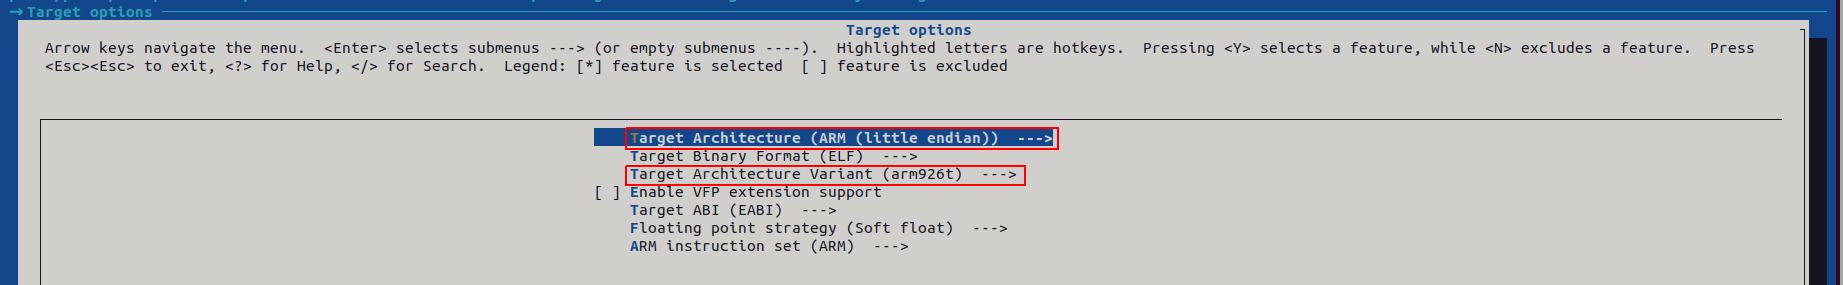 →Target options
Target options
Arrow keys navigate the menu.  <Enter> selects submenus ---> (or empty submenus ----).  Highlighted letters are hotkeys.  Pressing <Y> selects a feature, while <N> excludes a feature.  Press
<Esc><Esc> to exit, <?> for Help, </> for Search.  Legend: [*] feature is selected  [ ] feature is excluded
Target Architecture (ARM (little endian))  --->
Target Binary Format (ELF)  --->
Target Architecture Variant (arm926t)  --->
[ ] Enable VFP extension support
Target ABI (EABI)  --->
Floating point strategy (Soft float)  --->
ARM instruction set (ARM)  --->